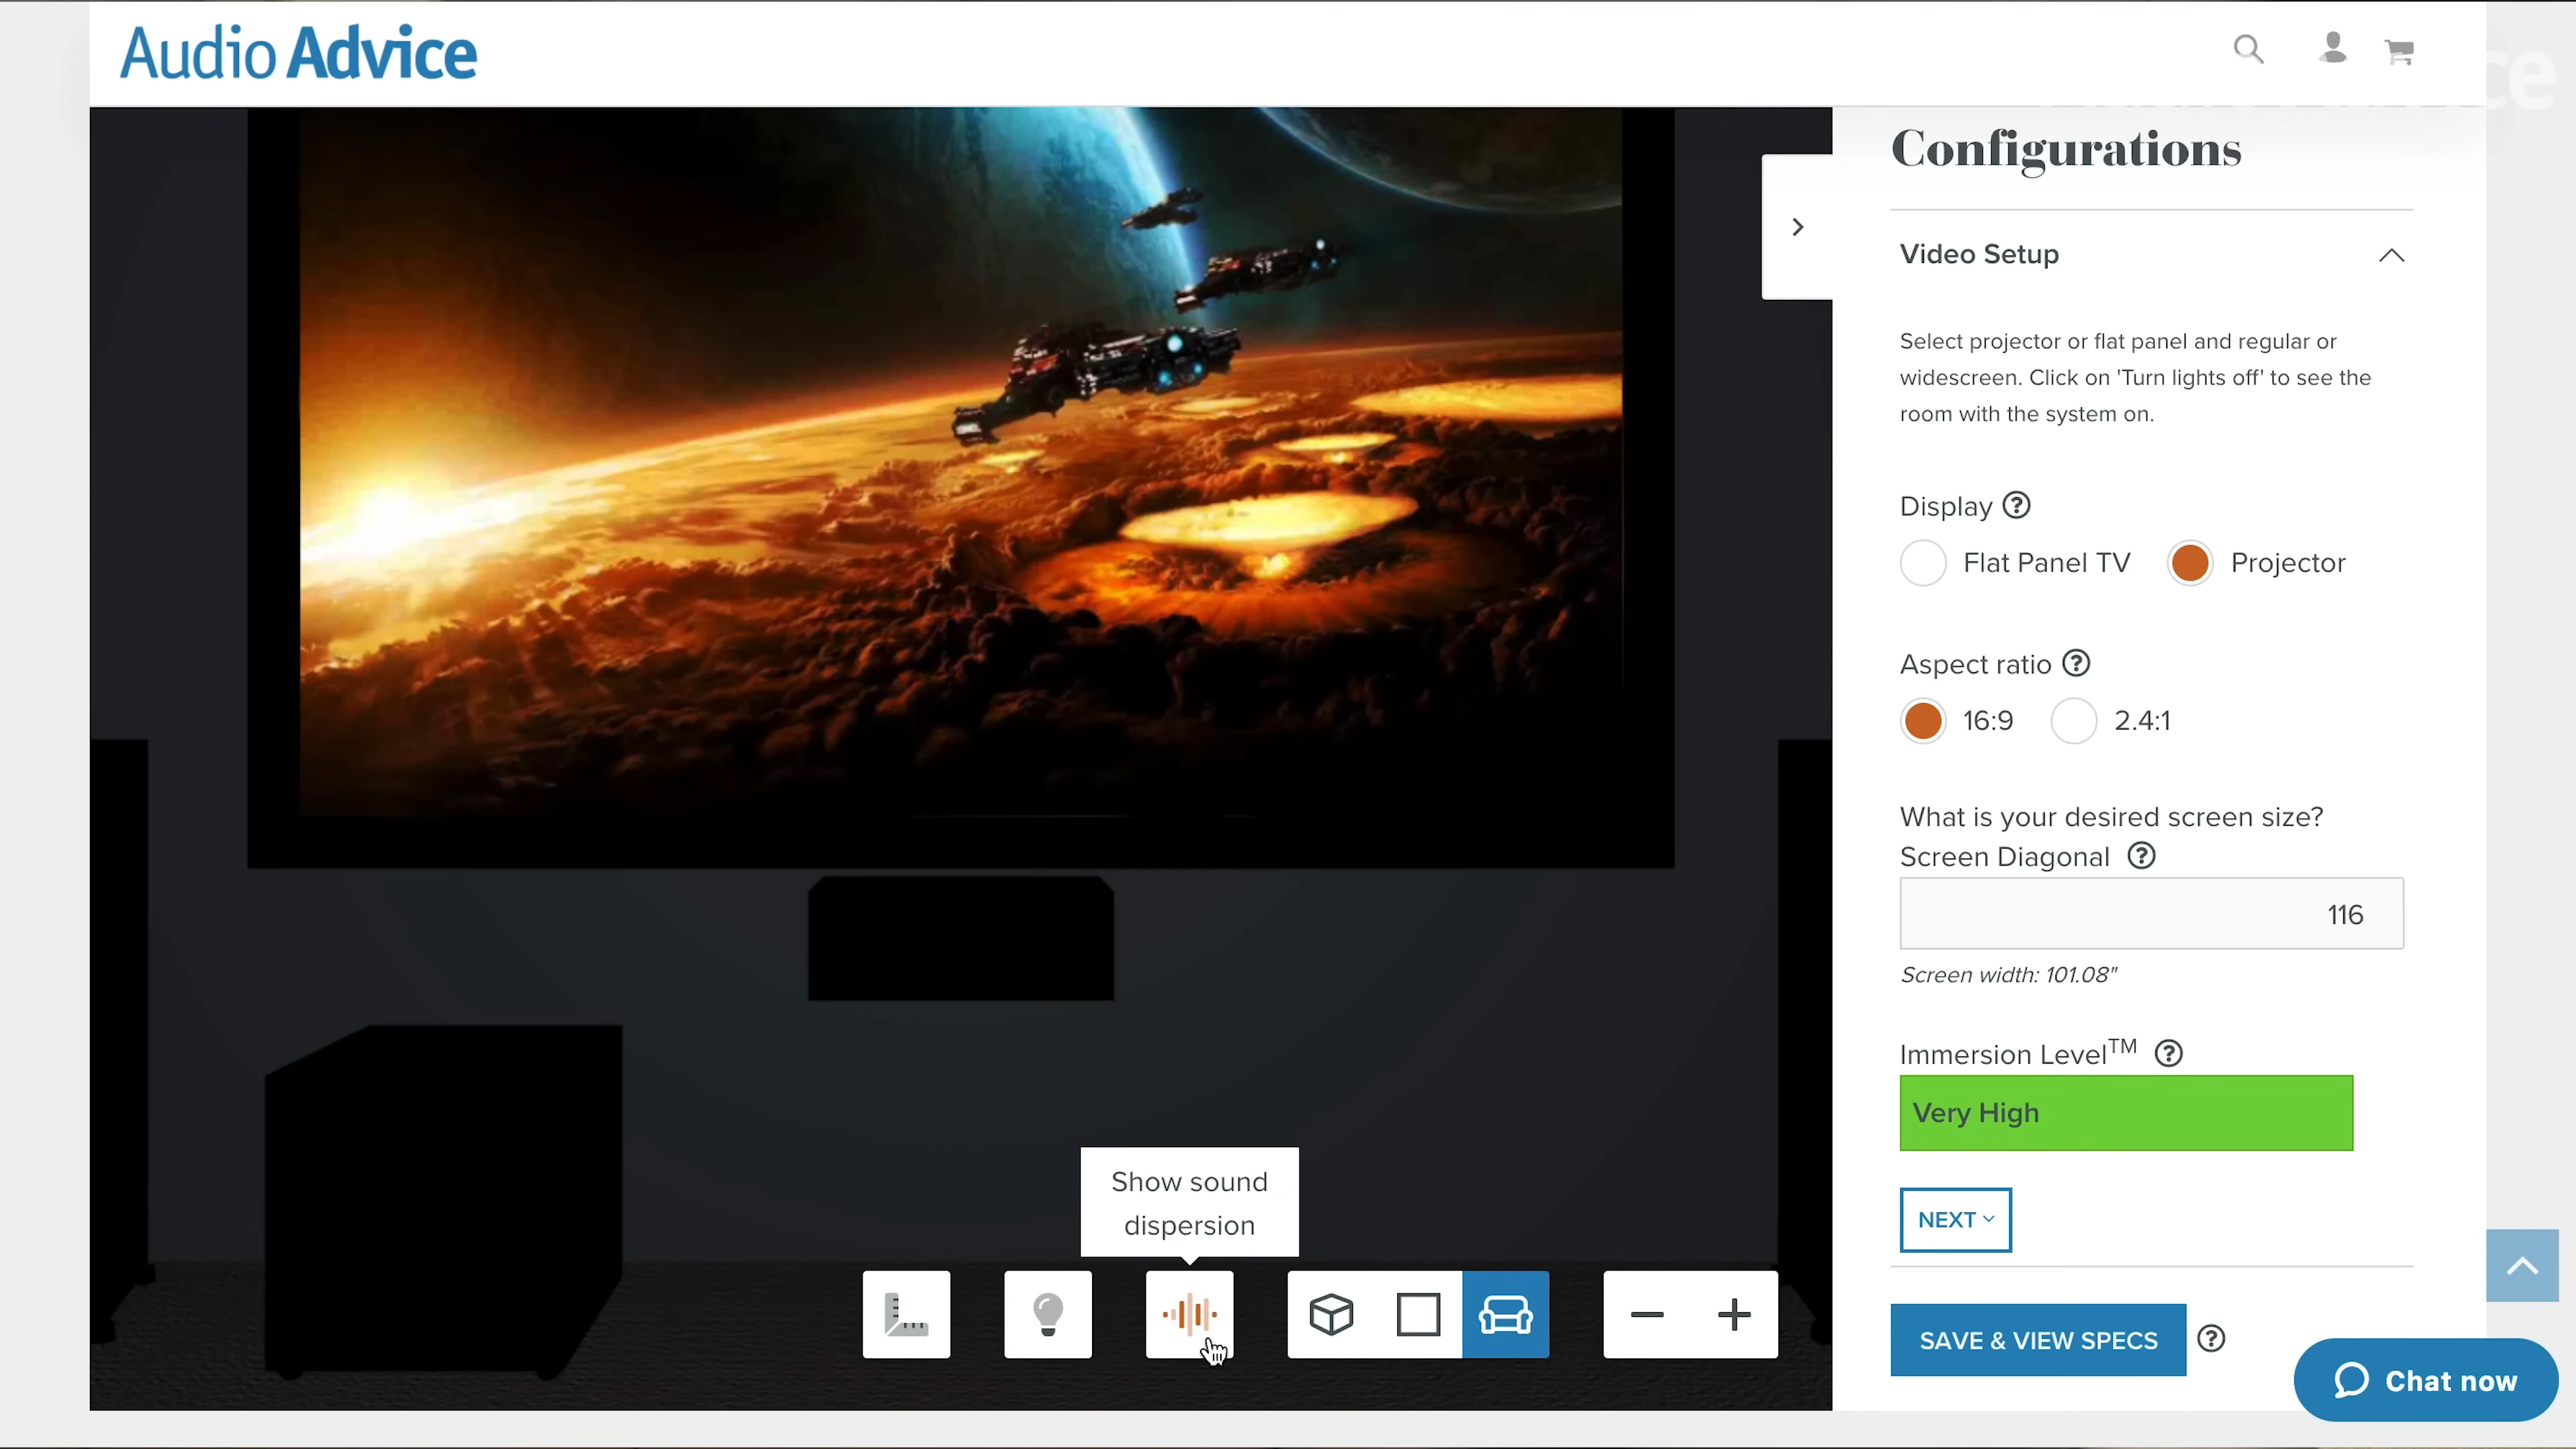 Audio Advice
ce
Configurations
Video Setup
Select projector or flat panel and regular or
widescreen. Click on 'Turn lights off' to see the
room with the system on.
Display ?
Flat Panel TV Projector
Aspect ratio ?
16:9 2.4:1
What is your desired screen size?
Screen Diagonal ?
116
Screen width: 101.08"
Immersion Level™ ?
Very High
Show sound
dispersion
NEXT
SAVE & VIEW SPECS ?
Chat now